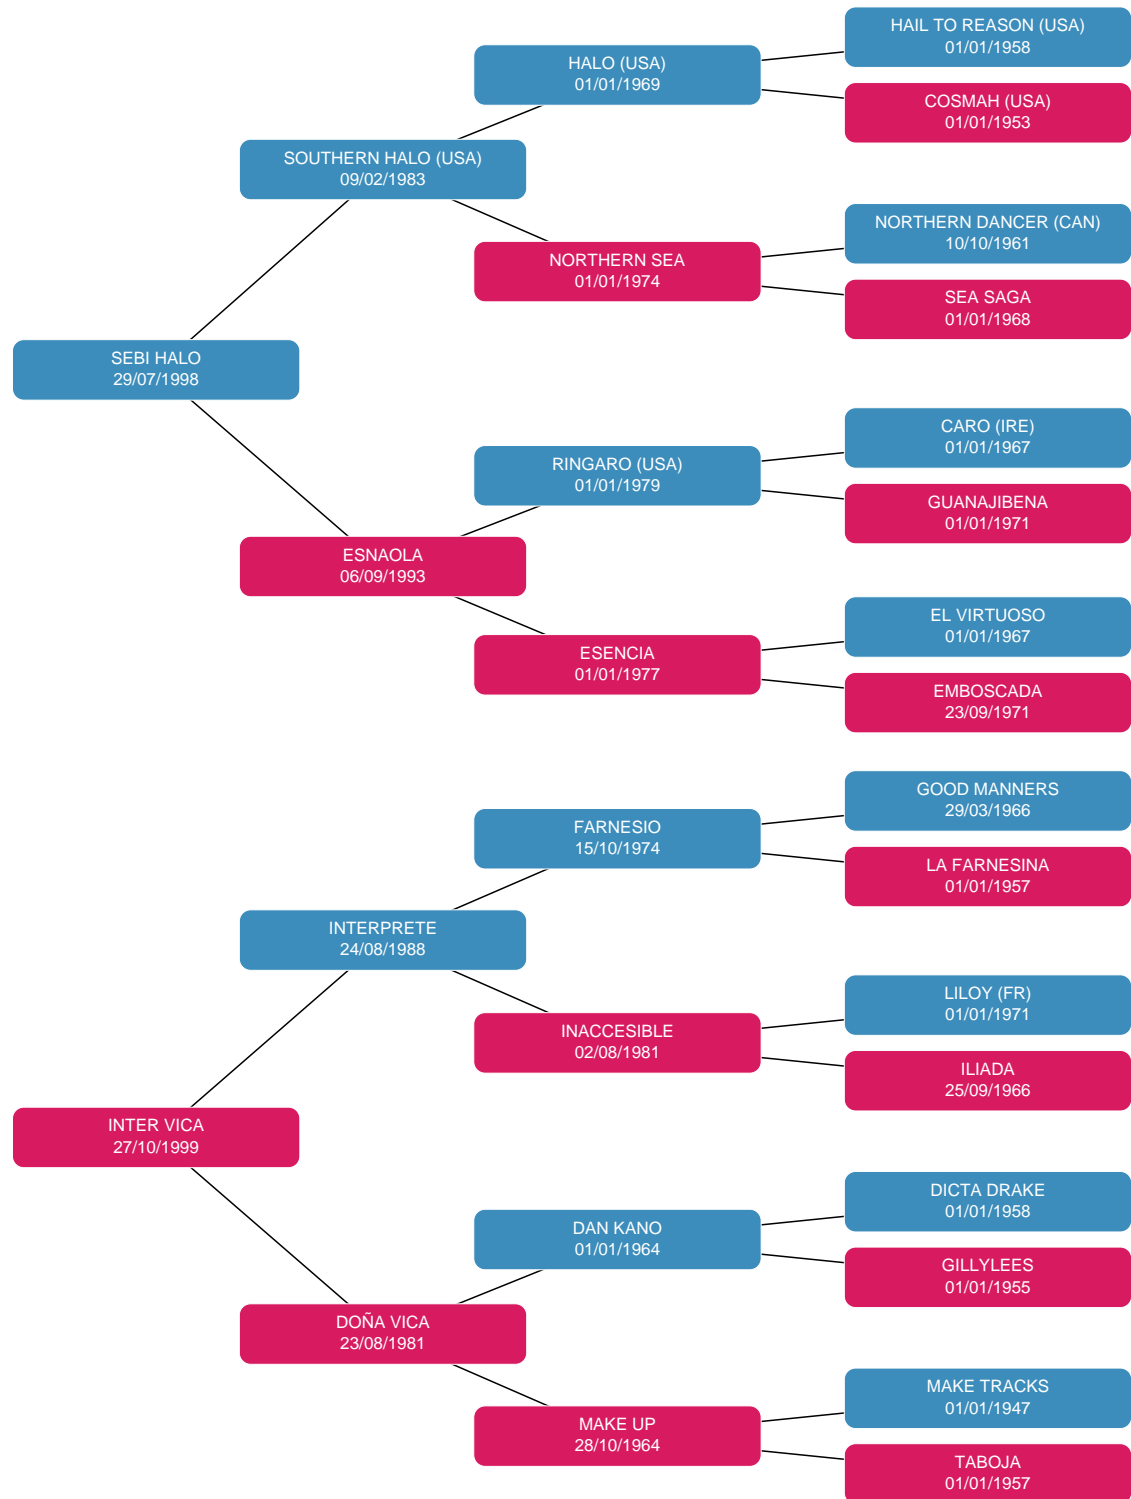 HAIL TO REASON (USA)
01/01/1958
HALO (USA)
01/01/1969
COSMAH (USA)
01/01/1953
SOUTHERN HALO (USA)
09/02/1983
NORTHERN DANCER (CAN)
10/10/1961
NORTHERN SEA
01/01/1974
SEA SAGA
01/01/1968
SEBI HALO
29/07/1998
CARO (IRE)
01/01/1967
RINGARO (USA)
01/01/1979
GUANAJIBENA
01/01/1971
ESNAOLA
06/09/1993
EL VIRTUOSO
01/01/1967
ESENCIA
01/01/1977
EMBOSCADA
23/09/1971
GOOD MANNERS
29/03/1966
FARNESIO
15/10/1974
LA FARNESINA
01/01/1957
INTERPRETE
24/08/1988
LILOY (FR)
01/01/1971
INACCESIBLE
02/08/1981
ILIADA
25/09/1966
INTER VICA
27/10/1999
DICTA DRAKE
01/01/1958
DAN KANO
01/01/1964
GILLYLEES
01/01/1955
DOÑA VICA
23/08/1981
MAKE TRACKS
01/01/1947
MAKE UP
28/10/1964
TABOJA
01/01/1957